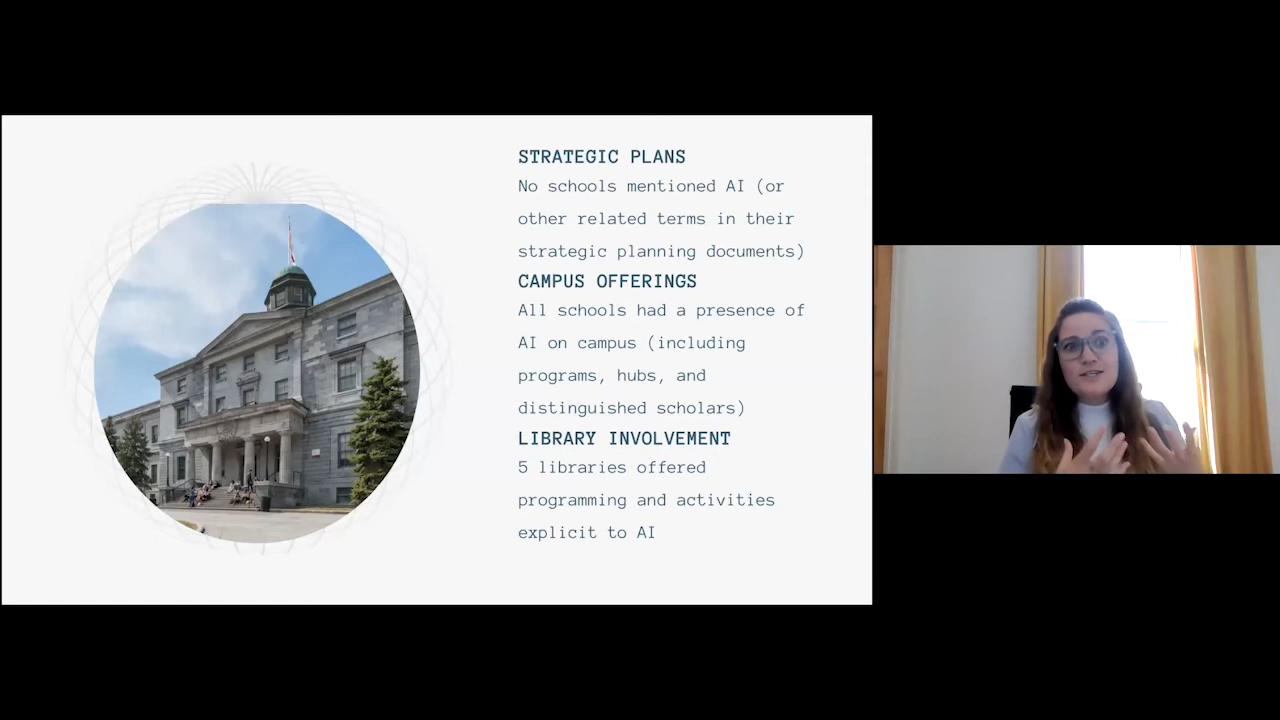 STRATEGIC PLANS
No schools mentioned AI (or
other related terms in their
strategic planning documents)
CAMPUS OFFERINGS
All schools had a presence of
AI on campus (including
programs, hubs, and
distinguished scholars)
LIBRARY INVOLVEMENT
5 libraries offered
programming and activities
explicit to AI